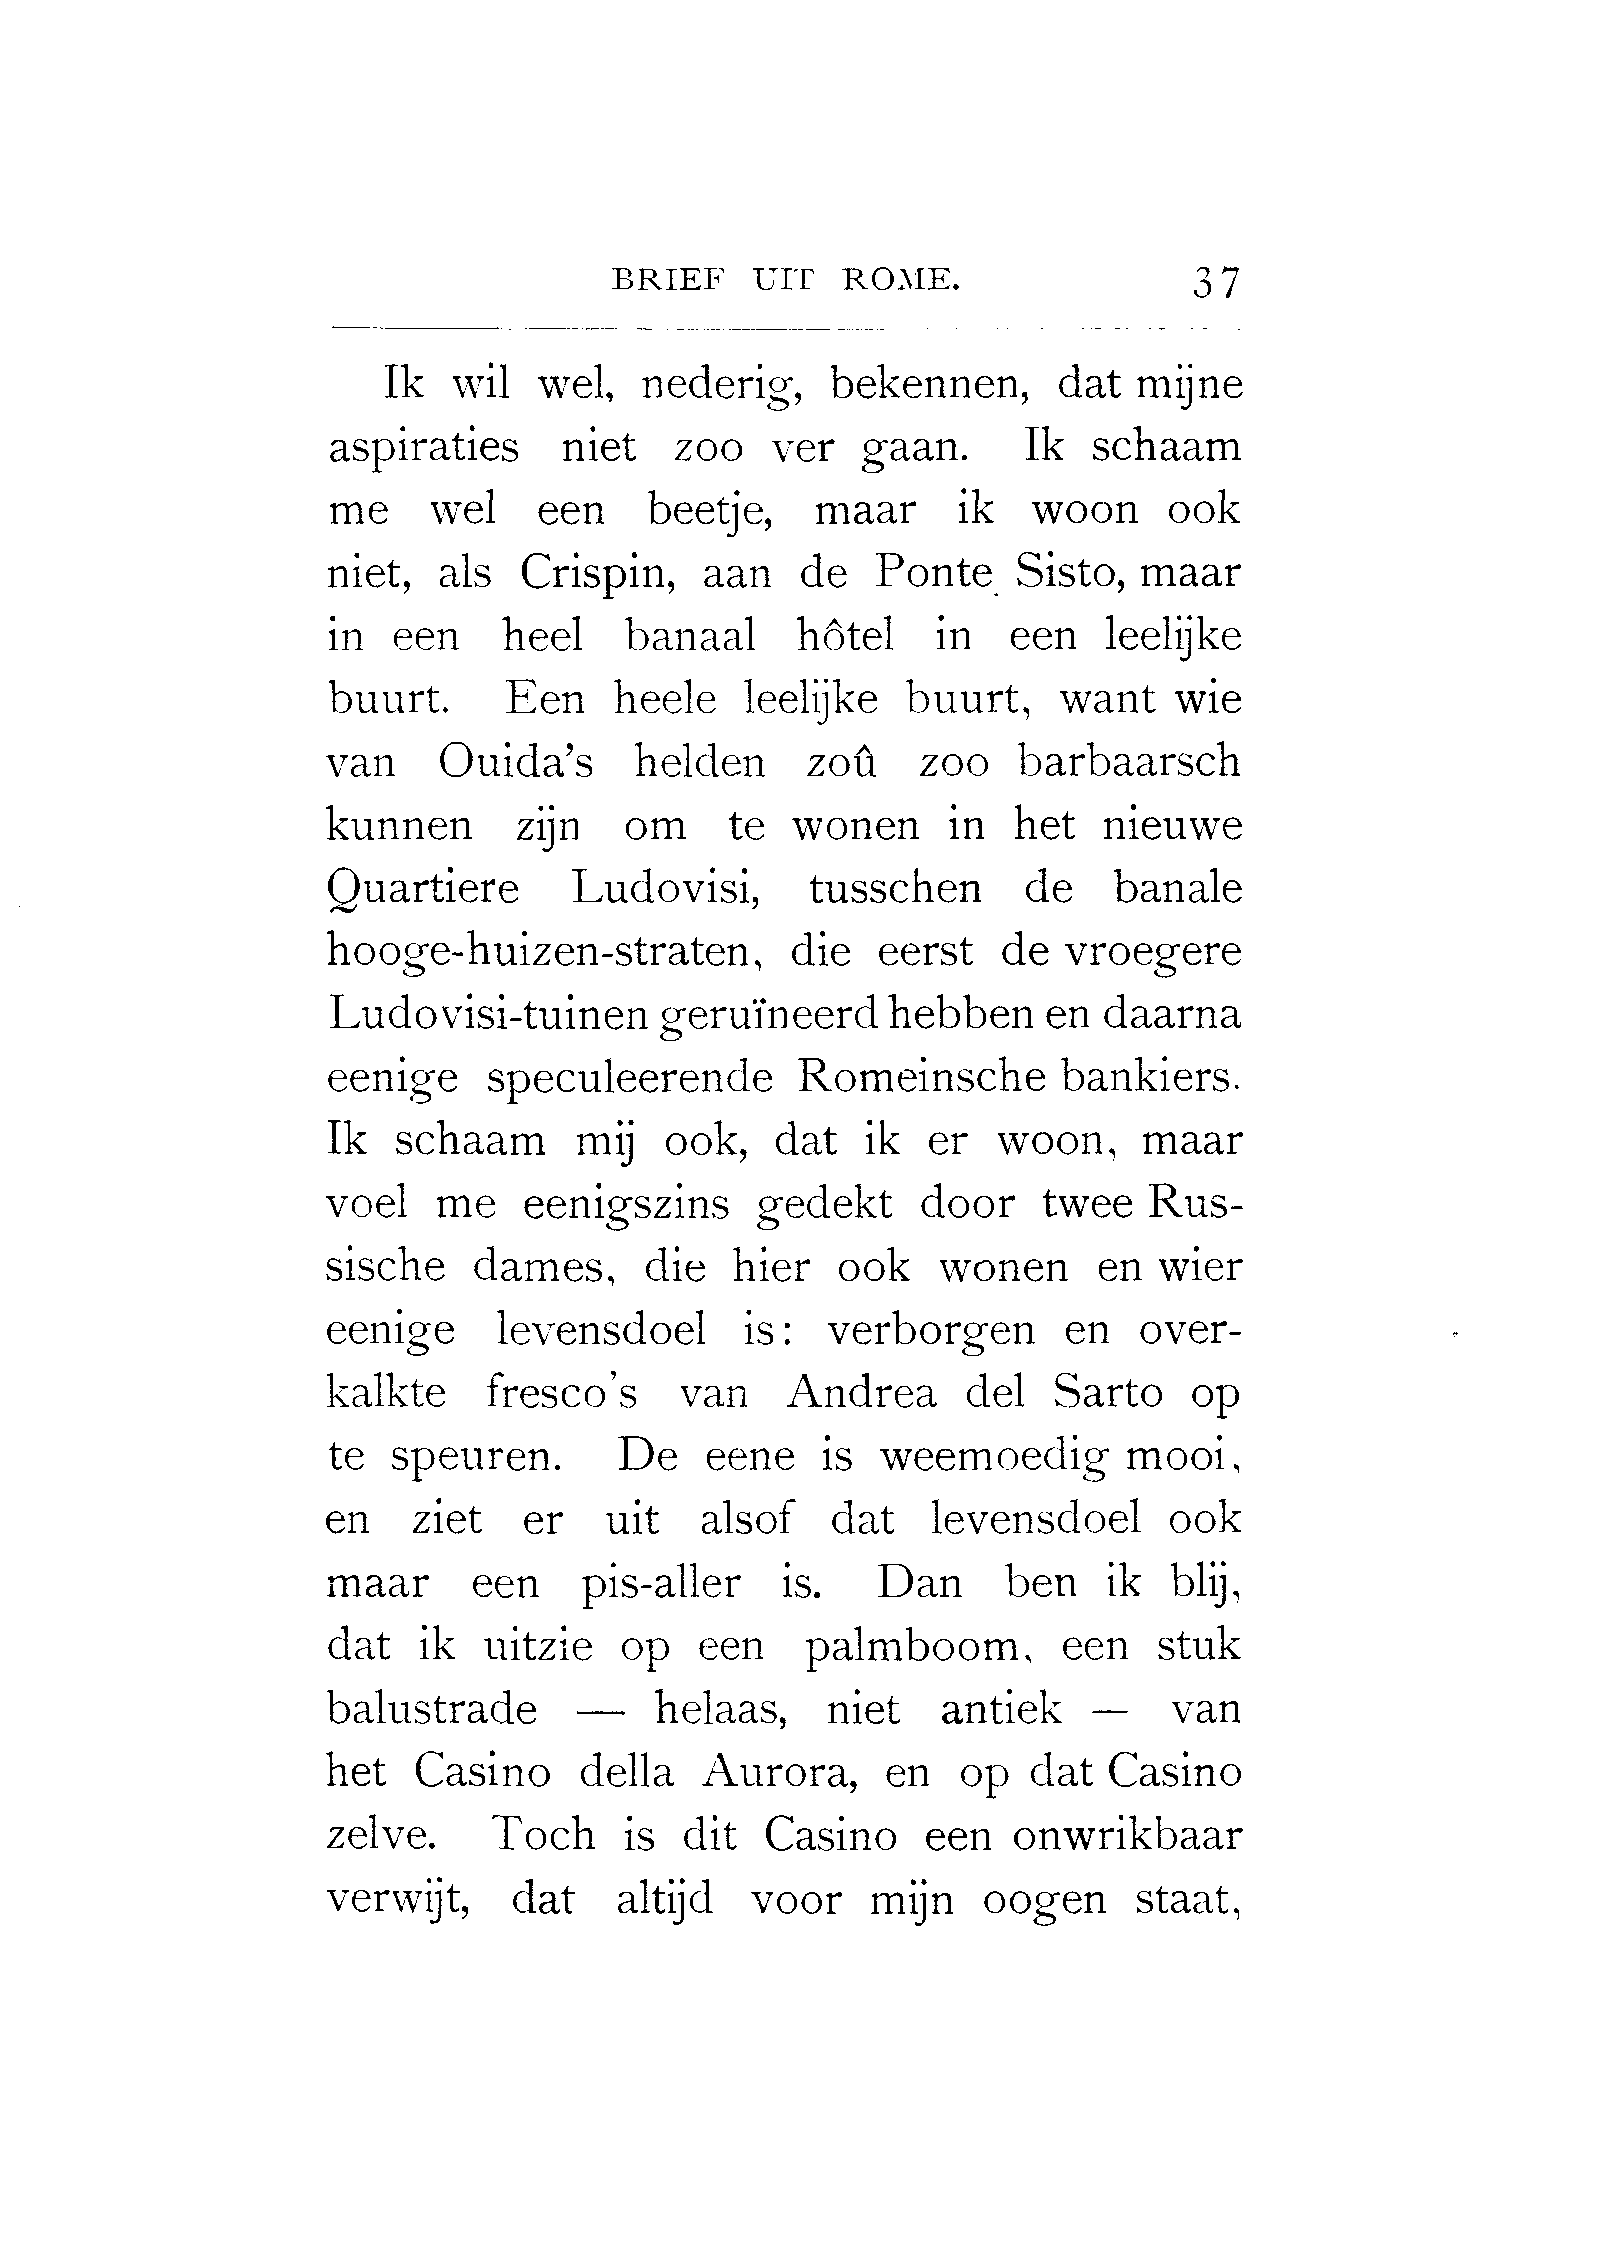 BRIEF UIT ROME. 37
Ik wil wel, nederig, bekennen, dat mijne
aspiraties niet zoo ver gaan. Ik schaam
me wel een beetje, maar ik woon ook
niet, als Crispin, aan de Ponte Sisto, maar
in een heel banaal hôtel in een leelijke
buurt. Een heele leelijke buurt, want wie
van Ouida's helden zoû zoo barbaarsch
kunnen zijn om te wonen in het nieuwe
Quartiere Ludovisi, tusschen de banale
hooge-huizen-straten, die eerst de vroegere
Ludovisi-tuinen geruïneerd hebben en daarna
eenige speculeerende Romeinsche bankiers.
Ik schaam mij ook, dat ik er woon, maar
voel me eenigszins gedekt door twee Rus-
sische dames, die hier ook wonen en wier
eenige levensdoel is: verborgen en over-
kalkte fresco's van Andrea del Sarto op
te speuren. De eene is weemoedig mooi,
en ziet er uit alsof dat levensdoel ook
maar een pis-aller is. Dan ben ik blij,
dat ik uitzie op een palmboom, een stuk
balustrade — helaas, niet antiek — van
het Casino della Aurora, en op dat Casino
zelve. Toch is dit Casino een onwrikbaar
verwijt, dat altijd voor mijn oogen staat,